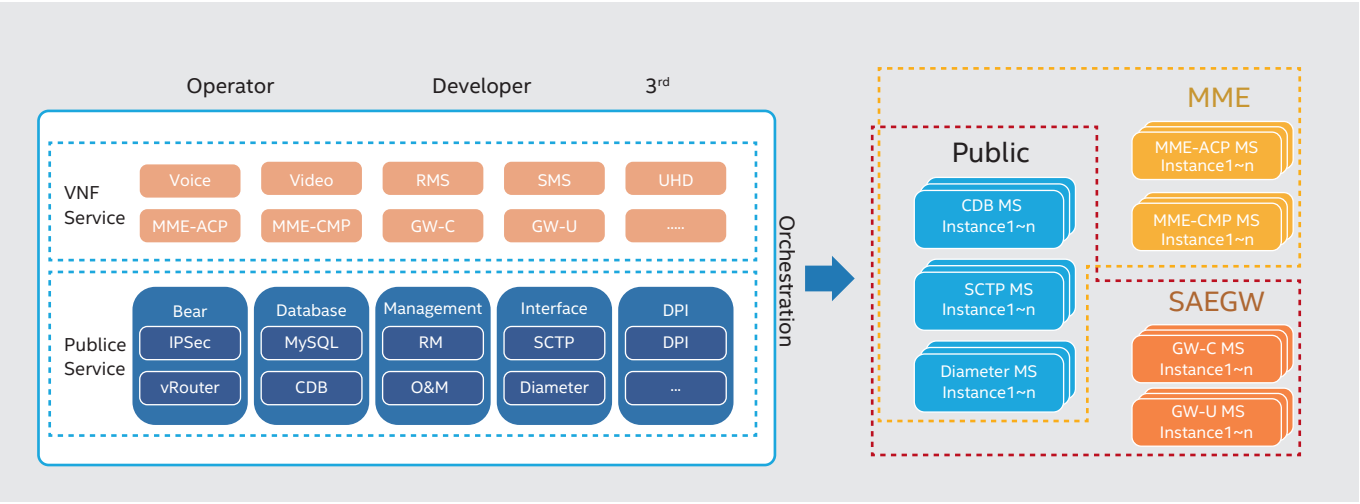 Operator
Developer
3rd
VNF
Service
Voice
Video
RMS
SMS
UHD
MME-ACP
MME-CMP
GW-C
GW-U
.....
Publice
Service
Bear
IPSec
vRouter
Database
MySQL
CDB
Management
RM
O&M
Interface
SCTP
Diameter
DPI
DPI
...
Orchestration
Public
CDB MS
Instance1~n
SCTP MS
Instance1~n
Diameter MS
Instance1~n
MME
MME-ACP MS
Instance1~n
MME-CMP MS
Instance1~n
SAEGW
GW-C MS
Instance1~n
GW-U MS
Instance1~n